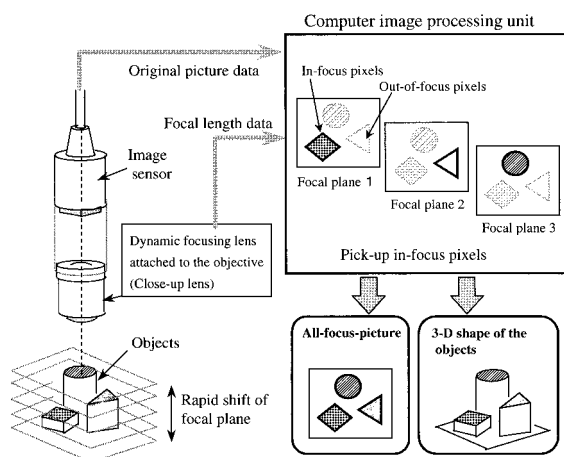 Computer image processing unit
Original picture data
In-focus pixels
Out-of-focus pixels
Focal length data
Image
sensor
Focal plane 1
Focal plane 2
Focal plane 3
Dynamic focusing lens
attached to the objective
(Close-up lens)
Pick-up in-focus pixels
Objects
Rapid shift of
focal plane
All-focus-picture
3-D shape of the
objects